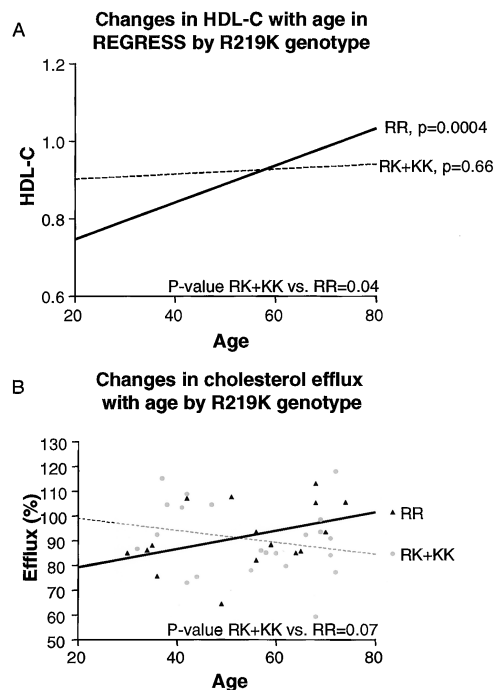 A
Changes in HDL-C with age in
REGRESS by R219K genotype
1.2
1.0
0.8
0.6
HDL-C
RR, p=0.0004
RK+KK, p=0.66
P-value RK+KK vs. RR=0.04
20
40
60
80
Age
B
Changes in cholesterol efflux
with age by R219K genotype
130
120
110
100
90
80
70
60
50
Efflux (%)
RR
RK+KK
P-value RK+KK vs. RR=0.07
20
40
60
80
Age